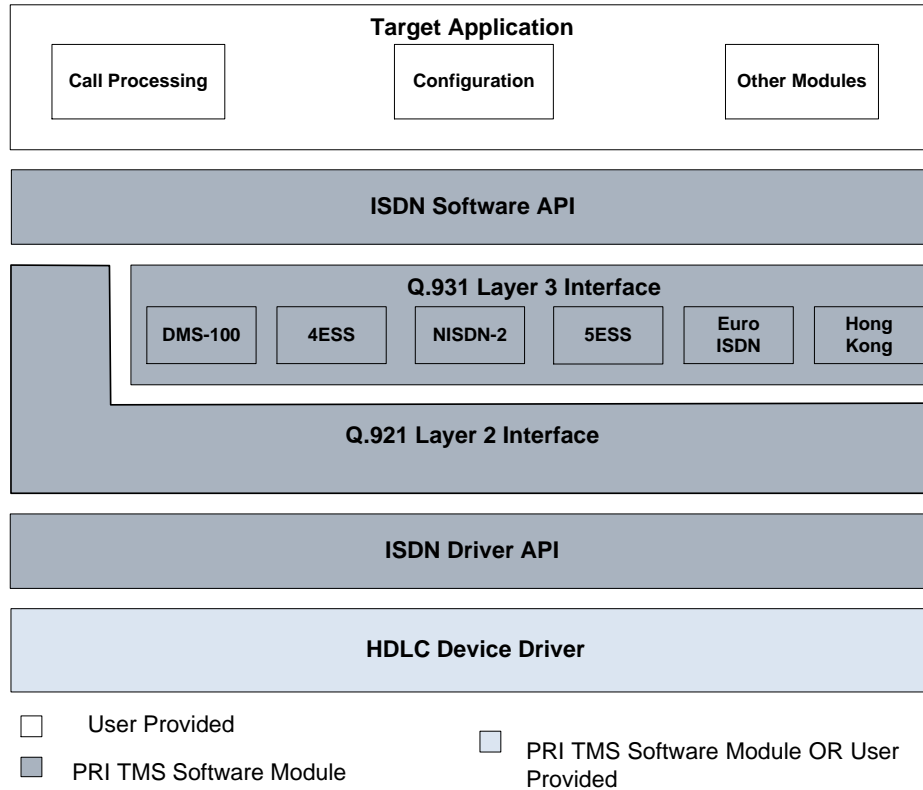 Target Application
Call Processing
Configuration
Other Modules
ISDN Software API
Q.931 Layer 3 Interface
DMS-100
4ESS
NISDN-2
5ESS
Euro
ISDN
Hong
Kong
Q.921 Layer 2 Interface
ISDN Driver API
HDLC Device Driver
User Provided
PRI TMS Software Module
PRI TMS Software Module OR User
Provided